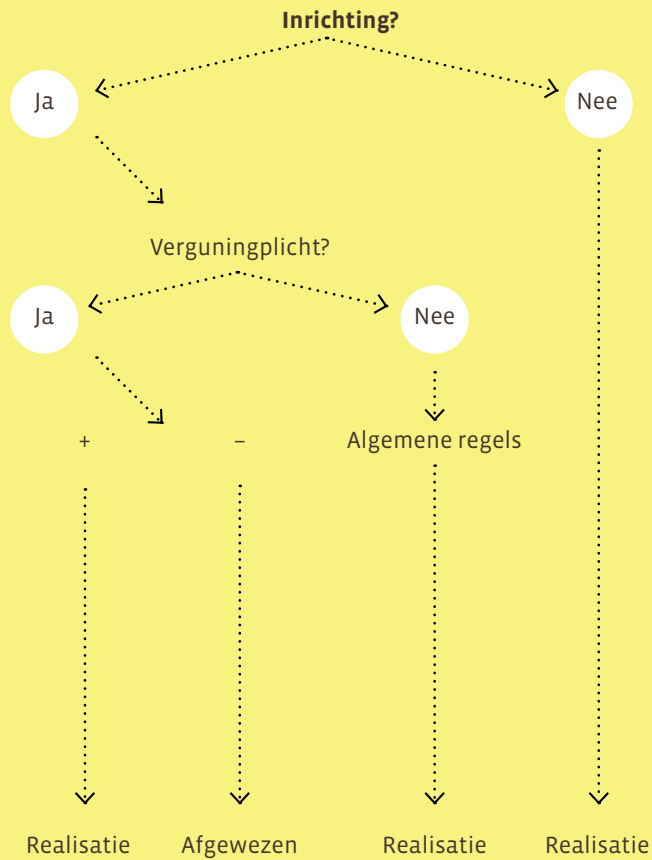 Inrichting?
Ja
Nee
Verguningplicht?
Ja
Nee
+
–
Algemene regels
Realisatie
Afgewezen
Realisatie
Realisatie